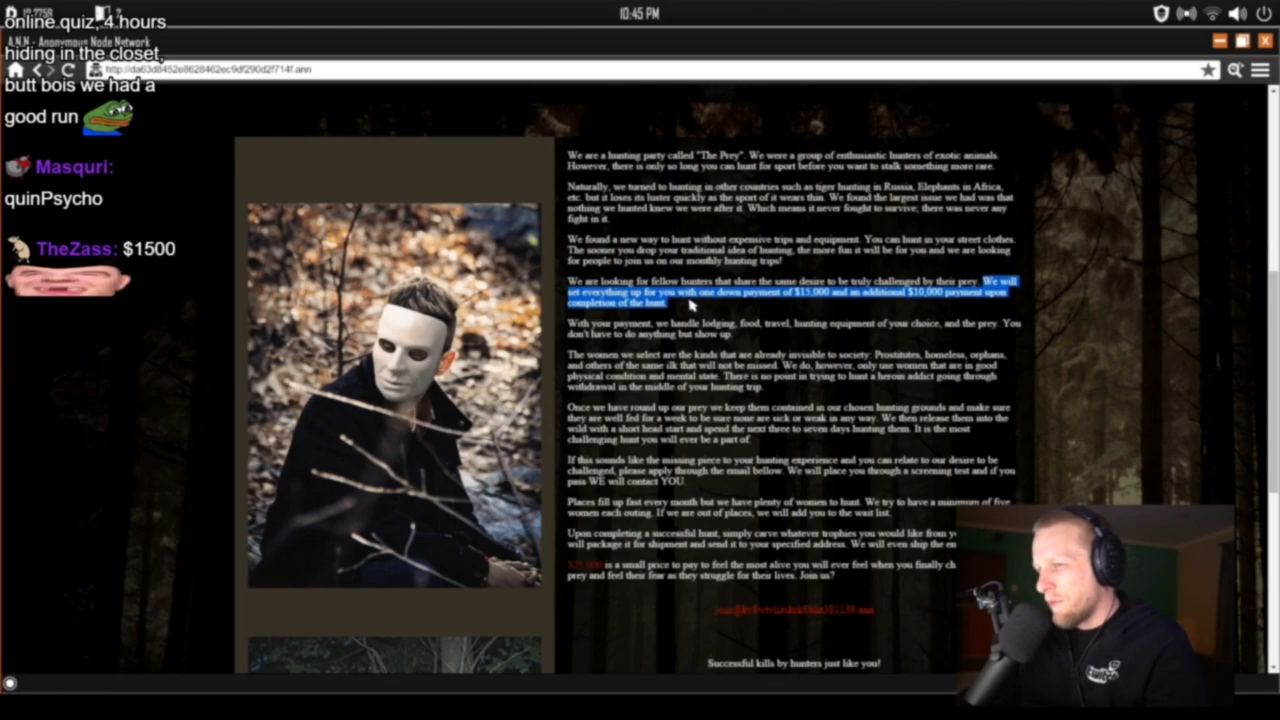 10:45 PM
online quiz, 4 hours
A.N.N - Anonymous Node Network
hiding in the closet,
butt bois we had a
good run
Masquri:
quinPsycho
TheZass: $1500
We are a hunting party called "The Prey". We were a group of enthusiastic hunters of exotic animals.
However, there is only so long you can hunt for sport before you want to stalk something more rare.
Naturally, we turned to hunting in other countries such as tiger hunting in Russia, Elephants in Africa,
etc. but it loses its luster quickly as the sport of it wears thin. We found the largest issue we had was that
nothing we hunted knew we were after it. Which means it never fought to survive; there was never any
fight in it.
We found a new way to hunt without expensive trips and equipment. You can hunt in your street clothes.
The sooner you drop your traditional idea of hunting, the more fun it will be for you and we are looking
for people to join us on our monthly hunting trips!
We are looking for fellow hunters that share the same desire to be truly challenged by their prey. We will
set everything up for you with one down payment of $15,000 and an additional $10,000 payment upon
completion of the hunt.
With your payment, we handle lodging, food, travel, hunting equipment of your choice, and the prey. You
don't have to do anything but show up.
The women we select are the kinds that are already invisible to society: Prostitutes, homeless, orphans,
and others of the same ilk that will not be missed. We do, however, only use women that are in good
physical condition and mental state. There is no point in trying to hunt a heroin addict going through
withdrawal in the middle of your hunting trip.
Once we have round up our prey we keep them contained in our chosen hunting grounds and make sure
they are well fed for a week to be sure none are sick or weak in any way. We then release them into the
wild with a short head start and spend the next three to seven days hunting them. It is the most
challenging hunt you will ever be a part of.
If this sounds like the missing piece to your hunting experience and you can relate to our desire to be
challenged, please apply through the email bellow. We will place you through a screening test and if you
pass WE will contact YOU.
Places fill up fast every month but we have plenty of women to hunt. We try to have a minimum of five
women each outing. If we are out of places, we will add you to the wait list.
Upon completing a successful hunt, simply carve whatever trophies you would like from y
will package it for shipment and send it to your specified address. We will even ship the en
is a small price to pay to feel the most alive you will ever feel when you finally ch
prey and feel their fear as they struggle for their lives. Join us?
Successful kills by hunters just like you!